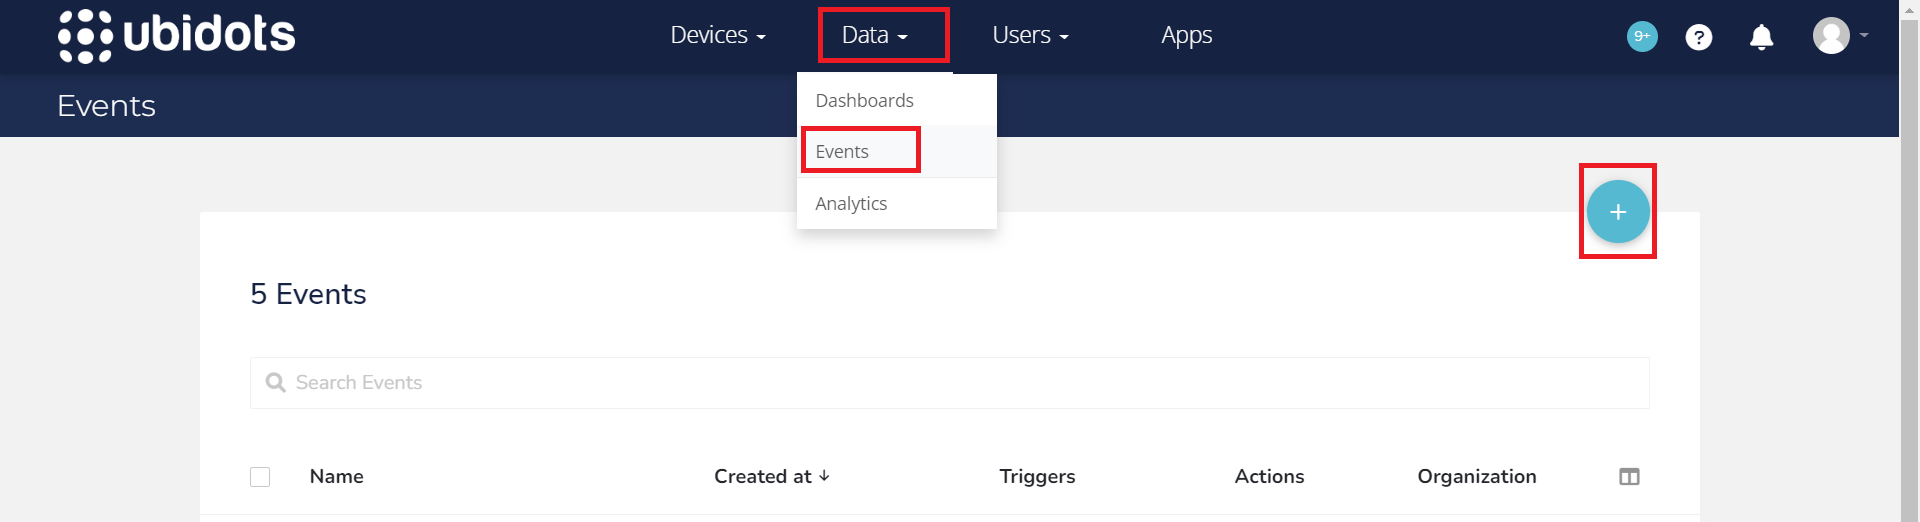 ubidots
Devices Data Users Apps
9+ ?
Events
Dashboards
Events
Analytics
+
5 Events
Search Events
Name Created at ↓ Triggers Actions Organization